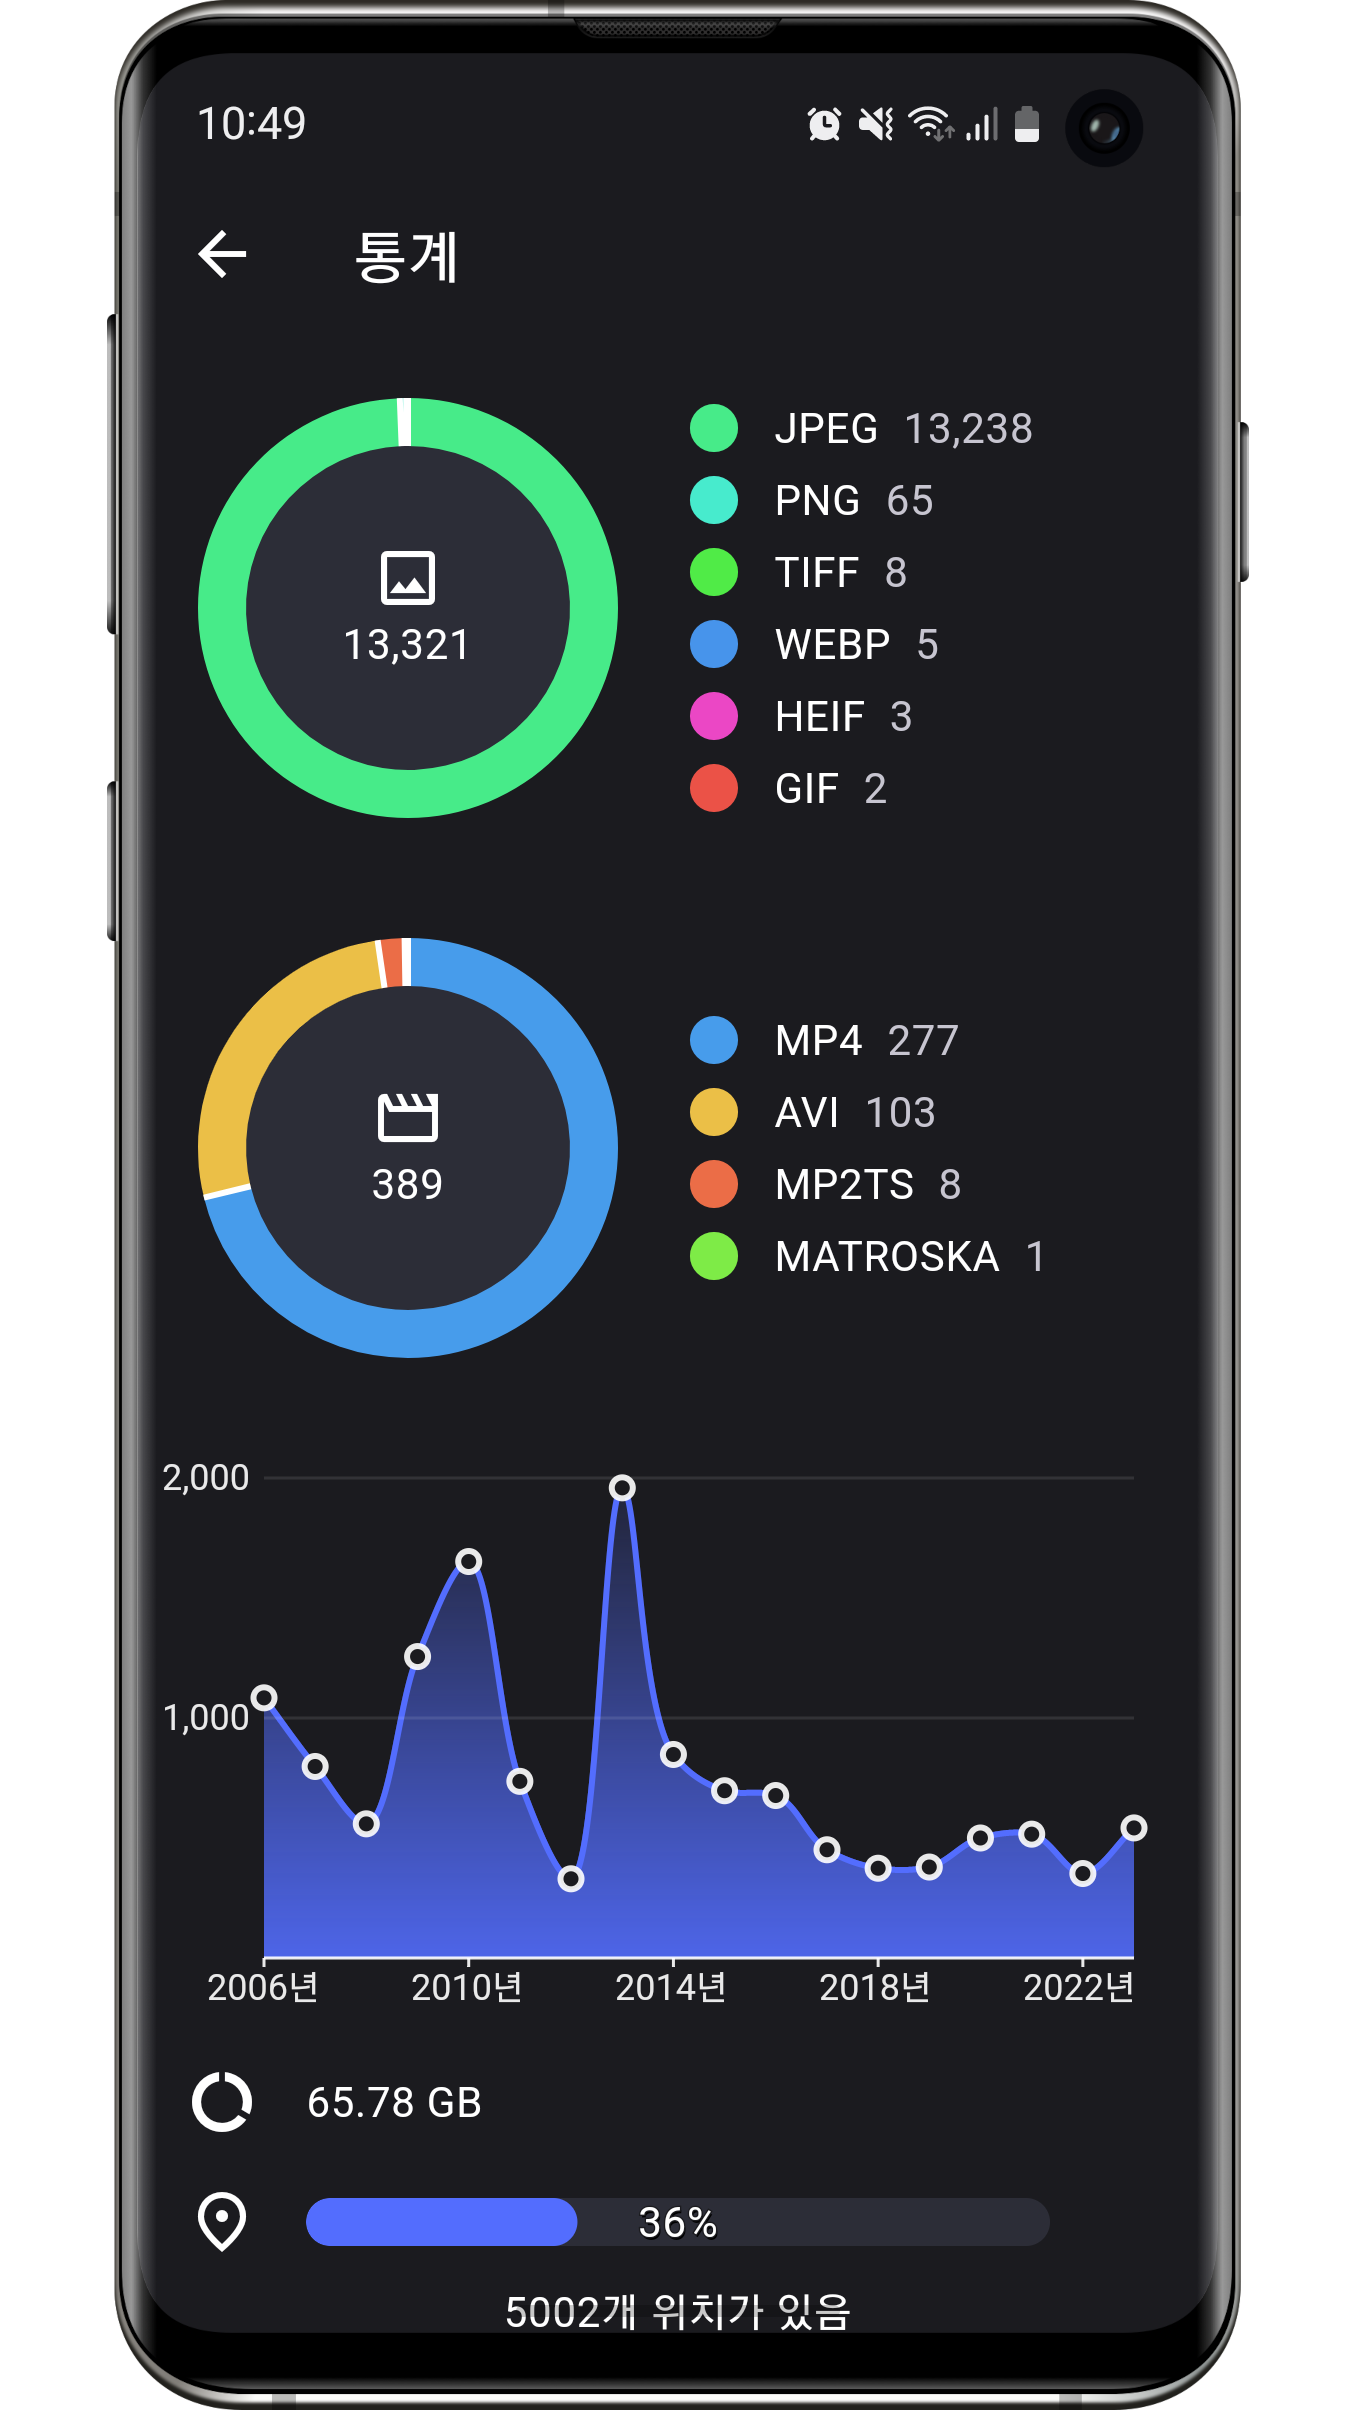 10:49
통계
JPEG 13,238
PNG 65
TIFF 8
WEBP 5
HEIF 3
GIF 2
13,321
MP4 277
AVI 103
MP2TS 8
MATROSKA 1
389
2,000
1,000
2006년 2010년 2014년 2018년 2022년
65.78 GB
36%
5002개 위치가 있음